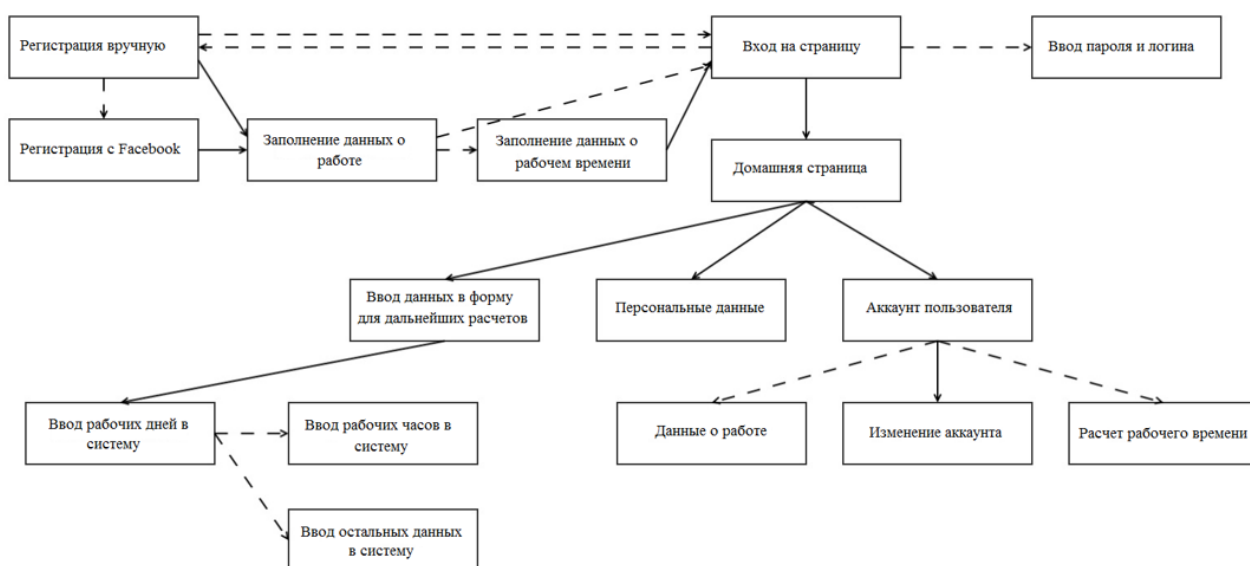 Регистрация вручную
Вход на страницу
Ввод пароля и логина
Регистрация с Facebook
Заполнение данных о
работе
Заполнение данных о
рабочем времени
Домашняя страница
Ввод данных в форму
для дальнейших расчетов
Персональные данные
Аккаунт пользователя
Ввод рабочих дней в
систему
Ввод рабочих часов в
систему
Данные о работе
Изменение аккаунта
Расчет рабочего времени
Ввод остальных данных
в систему